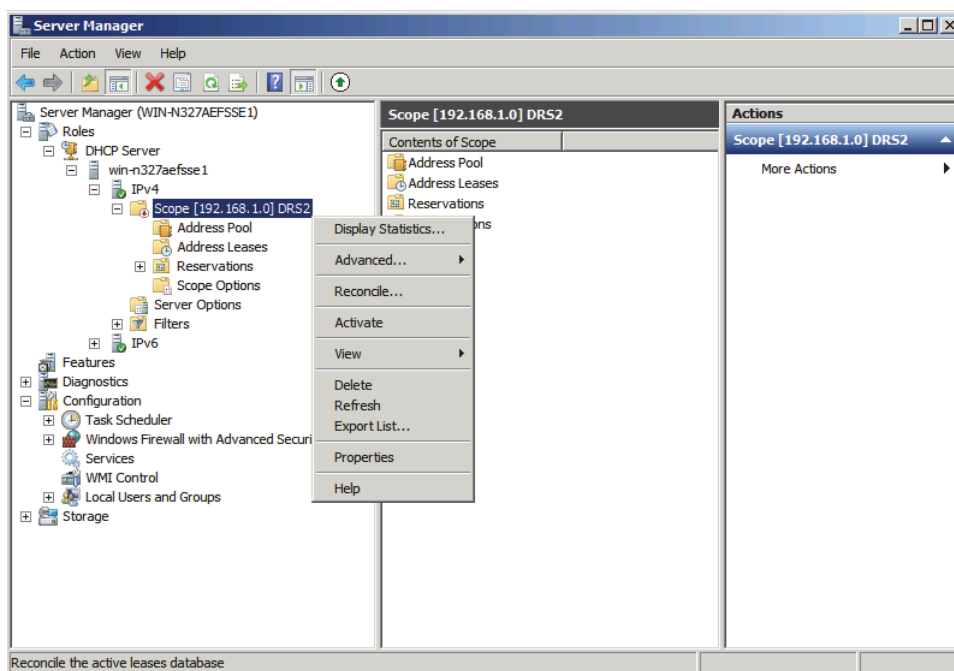 Server Manager
File Action View Help
Server Manager (WIN-N327AEFSSE1)
Roles
DHCP Server
win-n327aefsse1
IPv4
Scope [192.168.1.0] DRS2
Address Pool
Address Leases
Reservations
Scope Options
Server Options
Filters
IPv6
Features
Diagnostics
Configuration
Task Scheduler
Windows Firewall with Advanced Securi
Services
WMI Control
Local Users and Groups
Storage
Scope [192.168.1.0] DRS2
Contents of Scope
Address Pool
Address Leases
Reservations
ons
Display Statistics...
Advanced...
Reconcile...
Activate
View
Delete
Refresh
Export List...
Properties
Help
Actions
Scope [192.168.1.0] DRS2
More Actions
Reconcile the active leases database